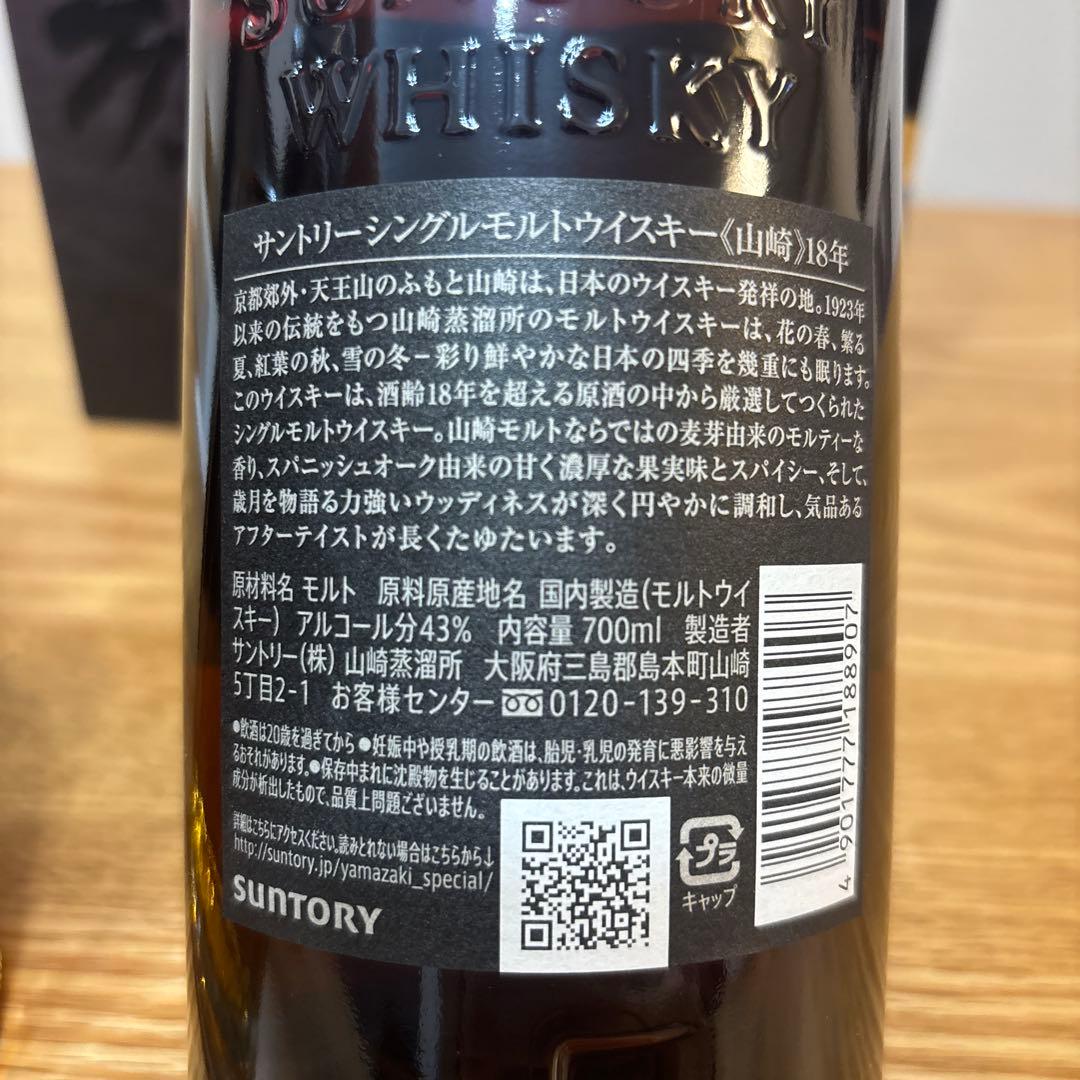 SUNTORY
WHISKY
サントリーシングルモルトウイスキー《山崎》18年
京都郊外・天王山のふもと山崎は、日本のウイスキー発祥の地。1923年
以来の伝統をもつ山崎蒸溜所のモルトウイスキーは、花の春、繁る
夏、紅葉の秋、雪の冬−彩り鮮やかな日本の四季を幾重にも眠ります。
このウイスキーは、酒齢18年を超える原酒の中から厳選してつくられた
シングルモルトウイスキー。山崎モルトならではの麦芽由来のモルティーな
香り、スパニッシュオーク由来の甘く濃厚な果実味とスパイシー、そして、
歳月を物語る力強いウッディネスが深く円やかに調和し、気品ある
アフターテイストが長くたゆたいます。
原材料名 モルト 原料原産地名 国内製造(モルトウイ
スキー) アルコール分43% 内容量 700ml 製造者
サントリー(株) 山崎蒸溜所 大阪府三島郡島本町山崎
5丁目2-1 お客様センター 0120-139-310
●飲酒は20歳を過ぎてから ●妊娠中や授乳期の飲酒は、胎児・乳児の発育に悪影響を与え
るおそれがあります。●保存中まれに沈殿物を生じることがあります。これは、ウイスキー本来の微量
成分が析出したもので、品質上問題ございません。
詳細はこちらにアクセスください。読みとれない場合はこちらから↓
http://suntory.jp/yamazaki_special/
SUNTORY
プラ
キャップ
4 901777 188907